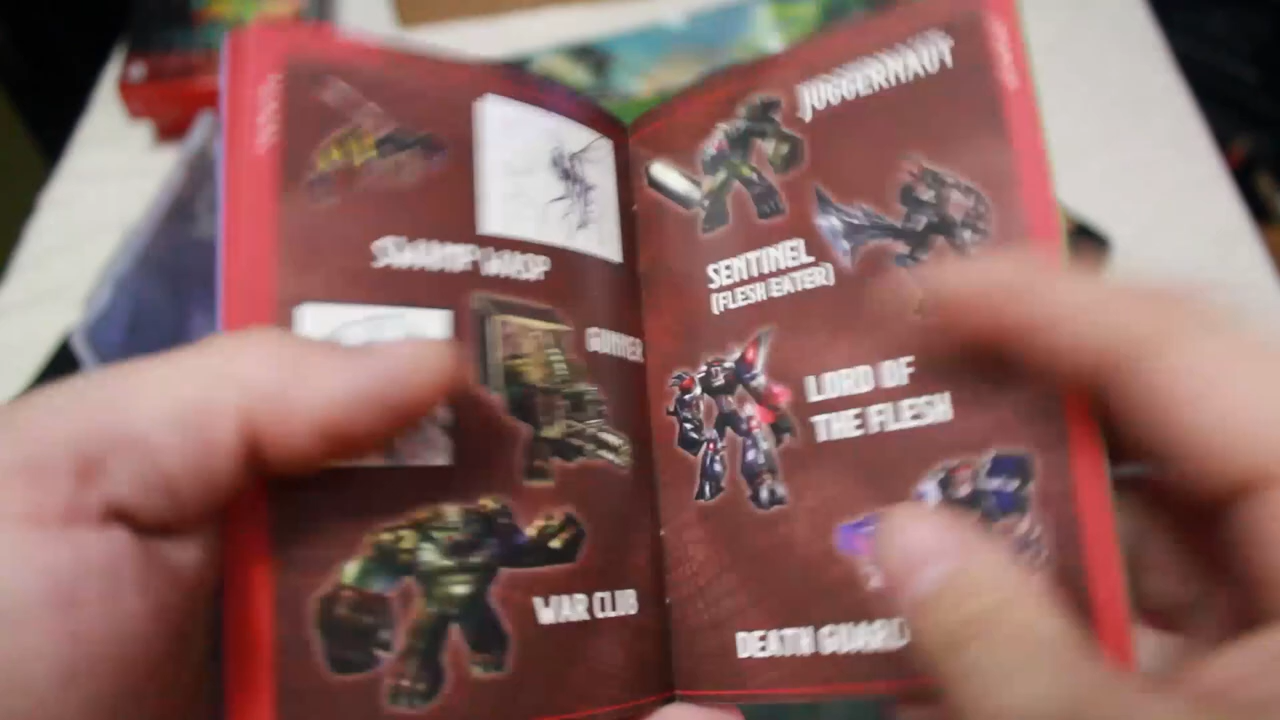 SWAMP WASP
GUNNER
WAR CLUB
JUGGERNAUT
SENTINEL
(FLESH EATER)
LORD OF
THE FLESH
DEATH GUARD